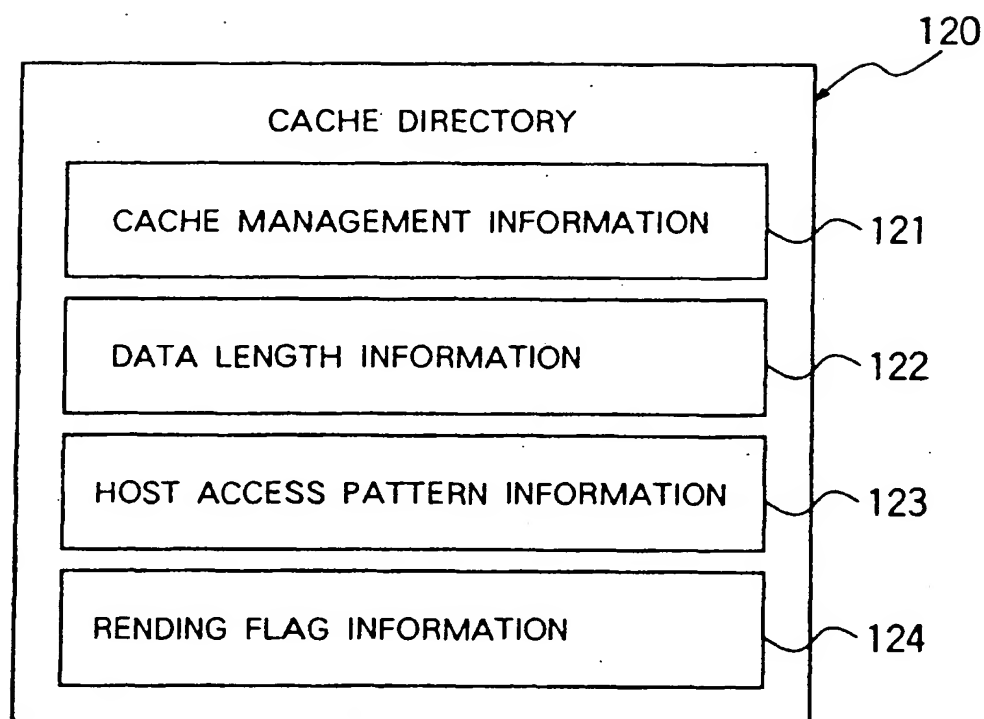 120
CACHE DIRECTORY
CACHE MANAGEMENT INFORMATION
121
DATA LENGTH INFORMATION
122
HOST ACCESS PATTERN INFORMATION
123
RENDING FLAG INFORMATION
124